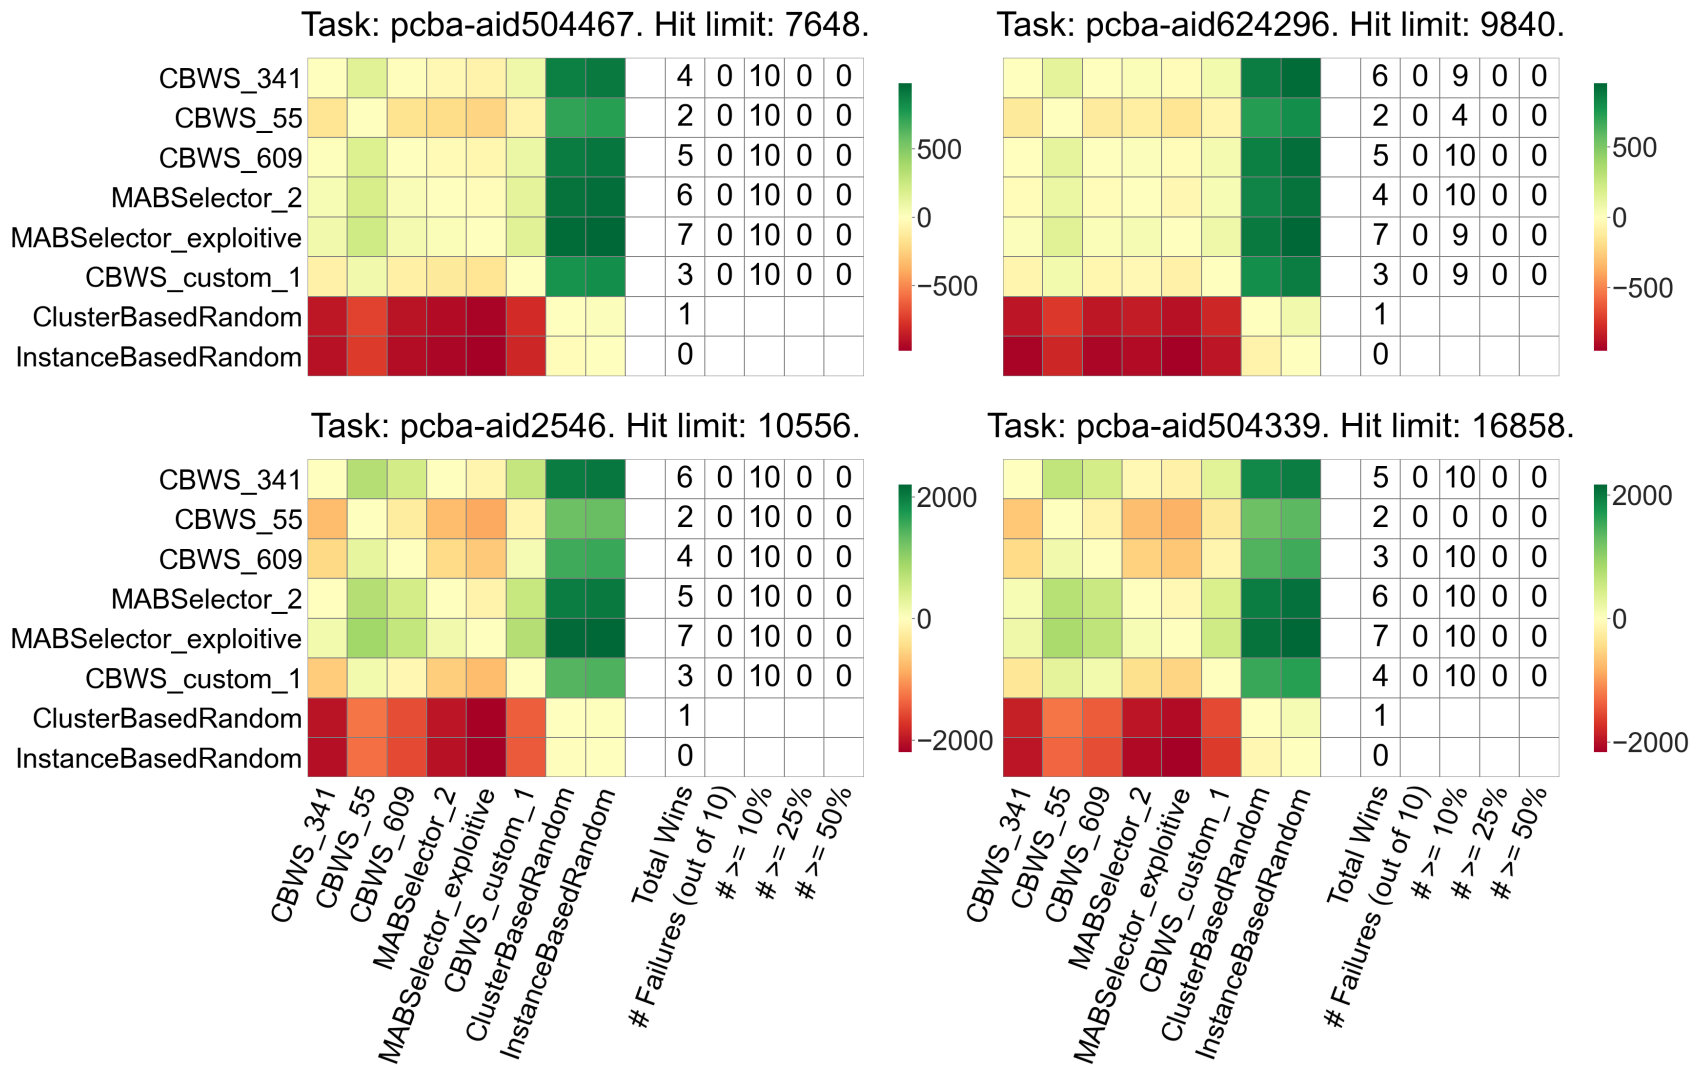 Task: pcba-aid504467. Hit limit: 7648.
CBWS_341 4 0 10 0 0
CBWS_55 2 0 10 0 0
CBWS_609 5 0 10 0 0
MABSelector_2 6 0 10 0 0
MABSelector_exploitive 7 0 10 0 0
CBWS_custom_1 3 0 10 0 0
ClusterBasedRandom 1
InstanceBasedRandom 0
500
0
−500
Task: pcba-aid624296. Hit limit: 9840.
6 0 9 0 0
2 0 4 0 0
5 0 10 0 0
4 0 10 0 0
7 0 9 0 0
3 0 9 0 0
1
0
500
0
−500
Task: pcba-aid2546. Hit limit: 10556.
CBWS_341 6 0 10 0 0
CBWS_55 2 0 10 0 0
CBWS_609 4 0 10 0 0
MABSelector_2 5 0 10 0 0
MABSelector_exploitive 7 0 10 0 0
CBWS_custom_1 3 0 10 0 0
ClusterBasedRandom 1
InstanceBasedRandom 0
2000
0
−2000
CBWS_341
CBWS_55
CBWS_609
MABSelector_2
MABSelector_exploitive
CBWS_custom_1
ClusterBasedRandom
InstanceBasedRandom
Total Wins
# Failures (out of 10)
# >= 10%
# >= 25%
# >= 50%
Task: pcba-aid504339. Hit limit: 16858.
5 0 10 0 0
2 0 0 0 0
3 0 10 0 0
6 0 10 0 0
7 0 10 0 0
4 0 10 0 0
1
0
2000
0
−2000
CBWS_341
CBWS_55
CBWS_609
MABSelector_2
MABSelector_exploitive
CBWS_custom_1
ClusterBasedRandom
InstanceBasedRandom
Total Wins
# Failures (out of 10)
# >= 10%
# >= 25%
# >= 50%